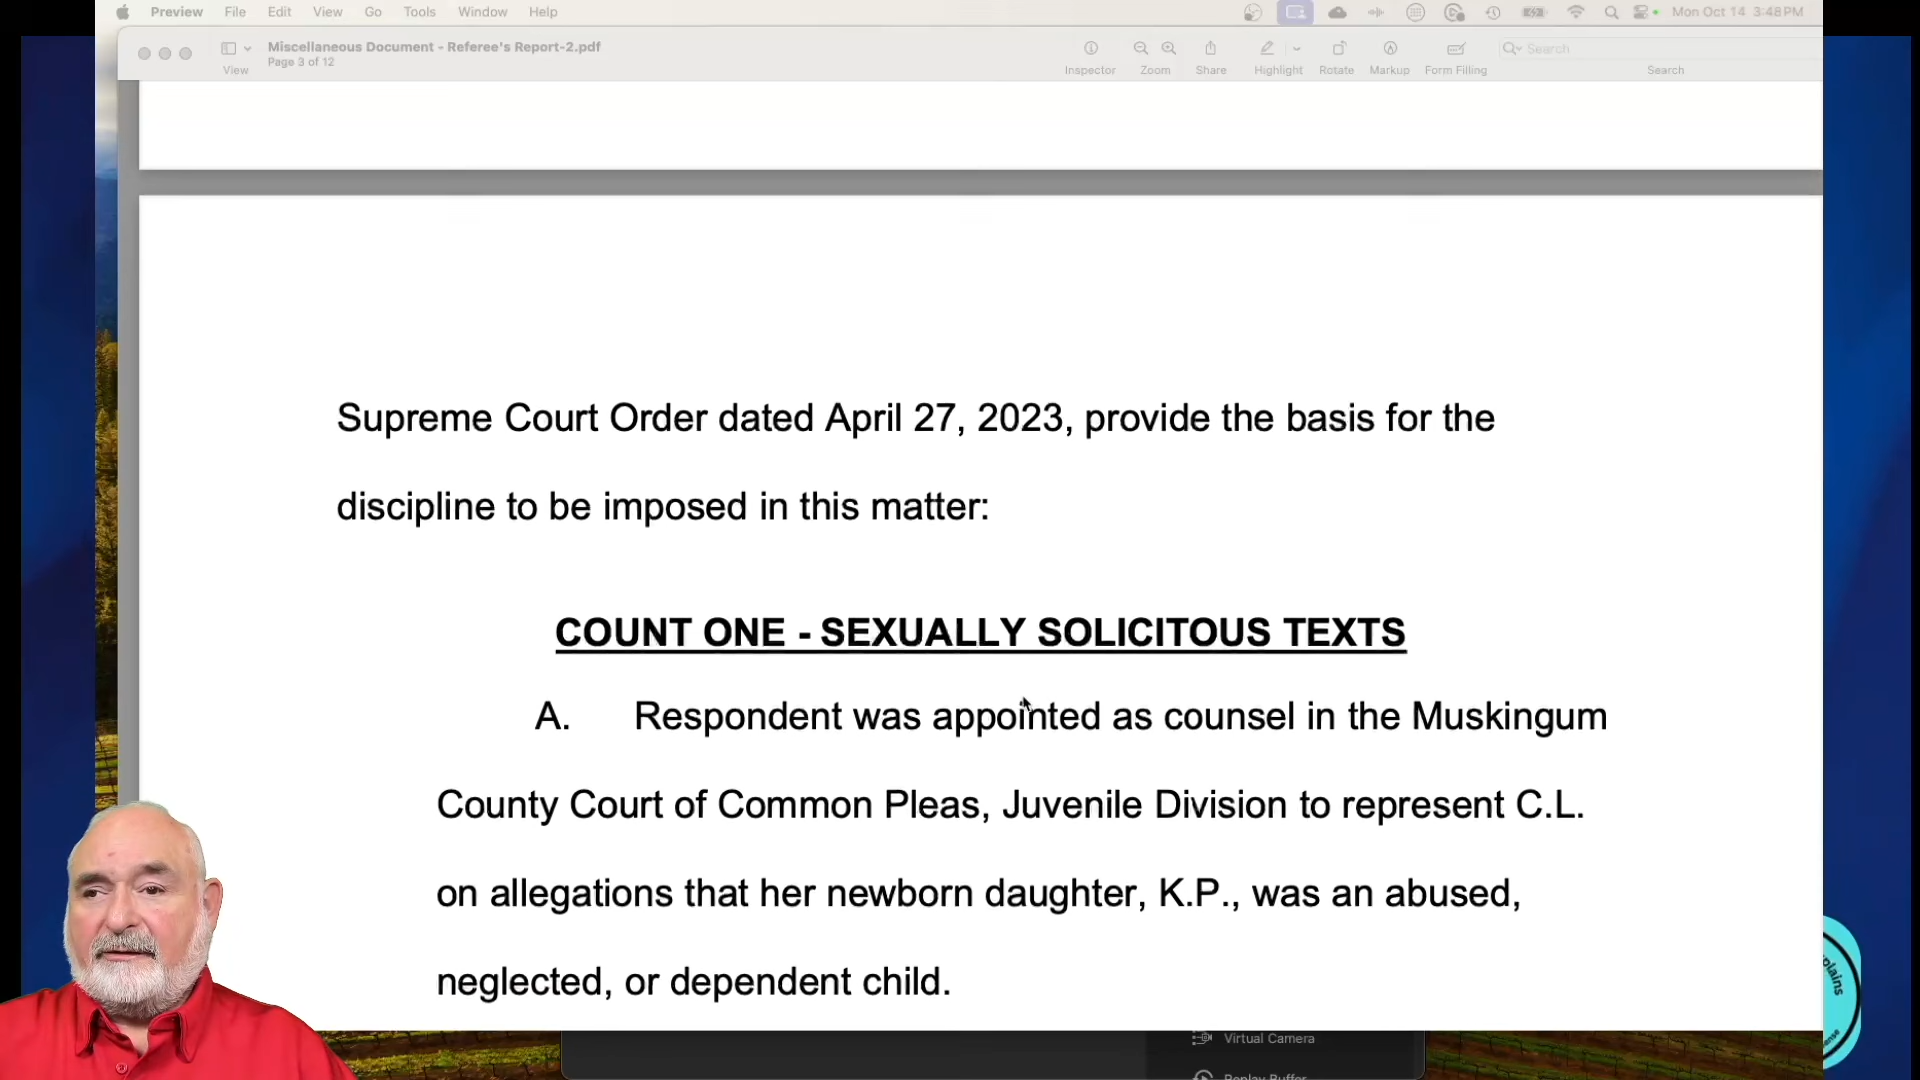 Preview File Edit View Go Tools Window Help Mon Oct 14 3:48 PM
Miscellaneous Document - Referee's Report-2.pdf
Page 3 of 12
Search
View Inspector Zoom Share Highlight Rotate Markup Form Filling Search
Supreme Court Order dated April 27, 2023, provide the basis for the
discipline to be imposed in this matter:
COUNT ONE - SEXUALLY SOLICITOUS TEXTS
A. Respondent was appointed as counsel in the Muskingum
County Court of Common Pleas, Juvenile Division to represent C.L.
on allegations that her newborn daughter, K.P., was an abused,
neglected, or dependent child.
Virtual Camera
Replay Buffer